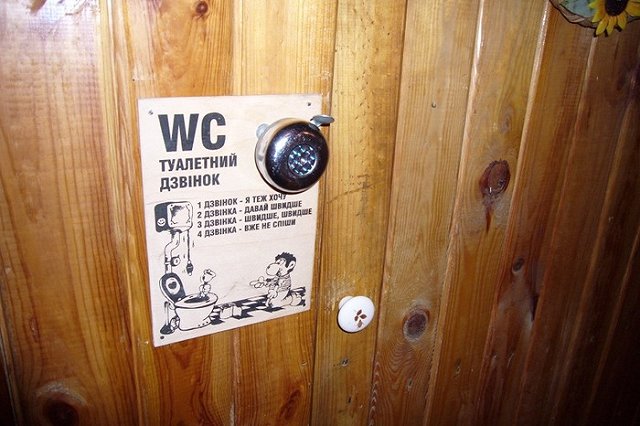 WC
ТУАЛЕТНИЙ
ДЗВІНОК
1 ДЗВІНОК - Я ТЕЖ ХОЧУ
2 ДЗВІНКА - ДАВАЙ ШВИДШЕ
3 ДЗВІНКА - ШВИДШЕ, ШВИДШЕ
4 ДЗВІНКА - ВЖЕ НЕ СПІШИ